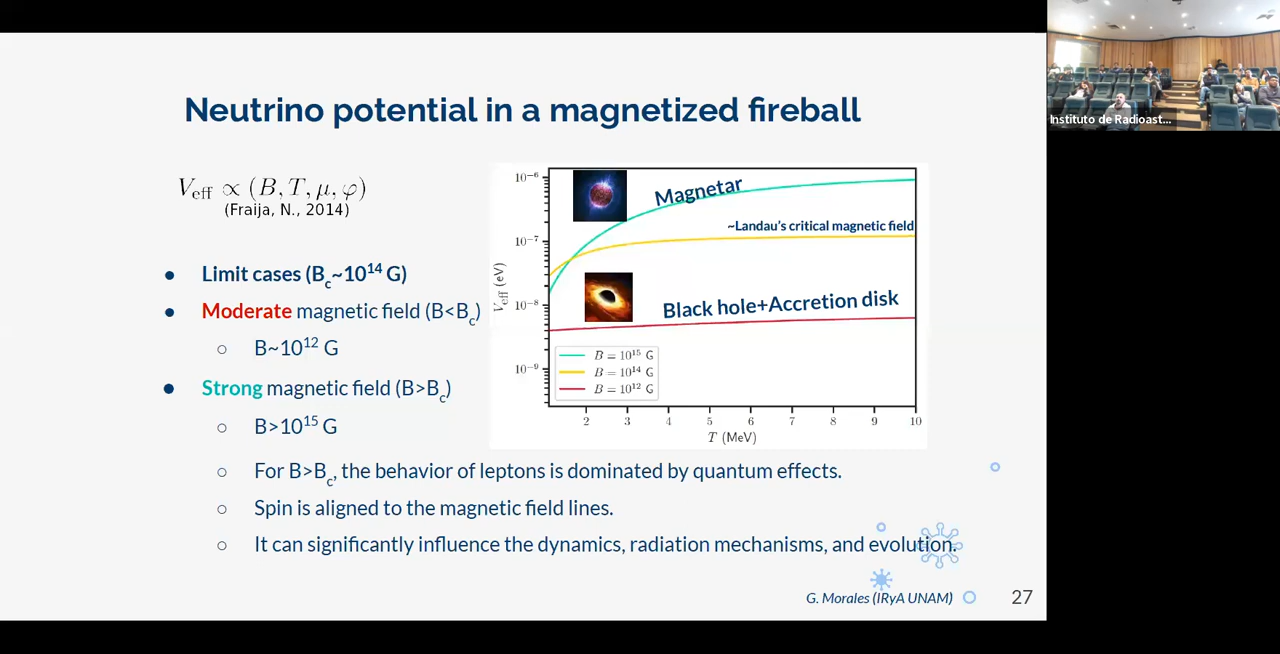 Instituto de Radioast...
Neutrino potential in a magnetized fireball
V_eff ∝ (B, T, μ, φ)
(Fraija, N., 2014)
● Limit cases (B_c~10^14 G)
● Moderate magnetic field (B<B_c)
○ B~10^12 G
● Strong magnetic field (B>B_c)
○ B>10^15 G
○ For B>B_c, the behavior of leptons is dominated by quantum effects.
○ Spin is aligned to the magnetic field lines.
○ It can significantly influence the dynamics, radiation mechanisms, and evolution.
Magnetar
~Landau's critical magnetic field
Black hole+Accretion disk
V_eff (eV)
10^−6
10^−7
10^−8
10^−9
B = 10^15 G
B = 10^14 G
B = 10^12 G
2 3 4 5 6 7 8 9 10
T (MeV)
G. Morales (IRyA UNAM)
27